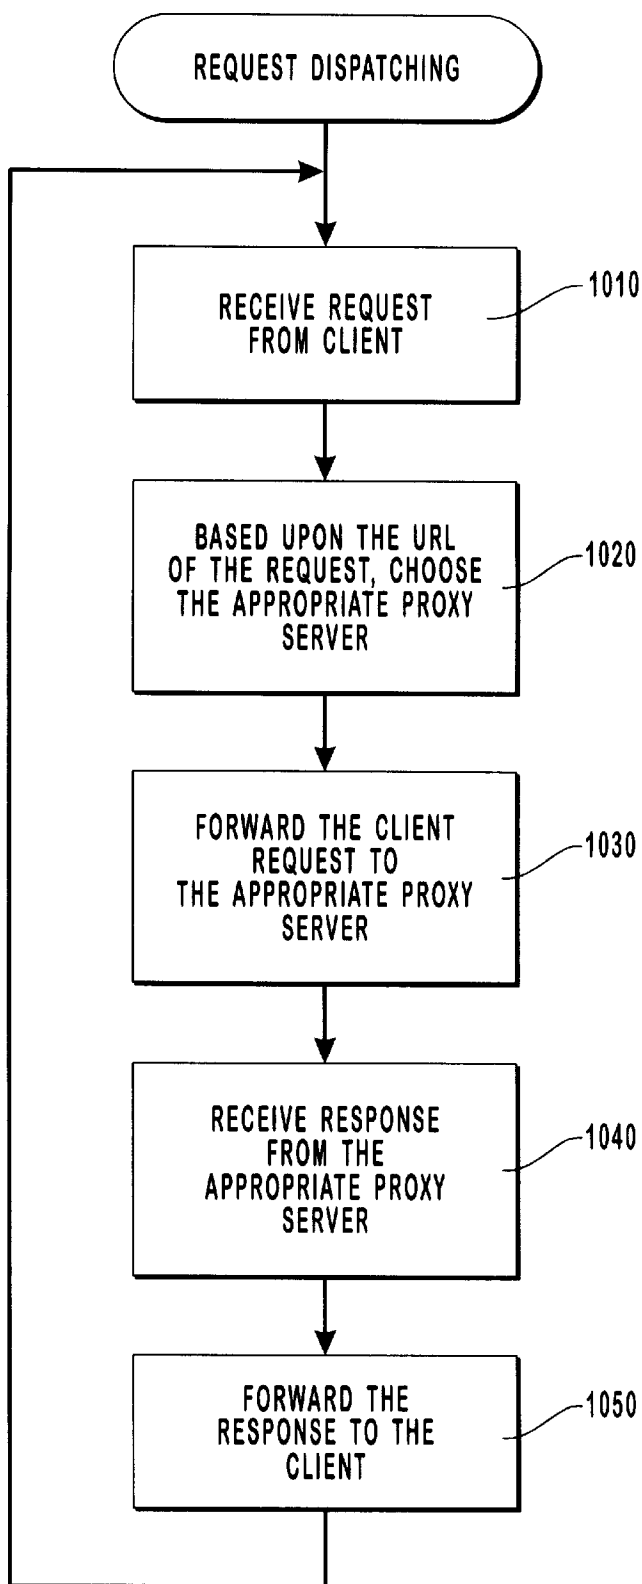 REQUEST DISPATCHING
RECEIVE REQUEST
FROM CLIENT
1010
BASED UPON THE URL
OF THE REQUEST, CHOOSE
THE APPROPRIATE PROXY
SERVER
1020
FORWARD THE CLIENT
REQUEST TO
THE APPROPRIATE PROXY
SERVER
1030
RECEIVE RESPONSE
FROM THE
APPROPRIATE PROXY
SERVER
1040
FORWARD THE
RESPONSE TO THE
CLIENT
1050